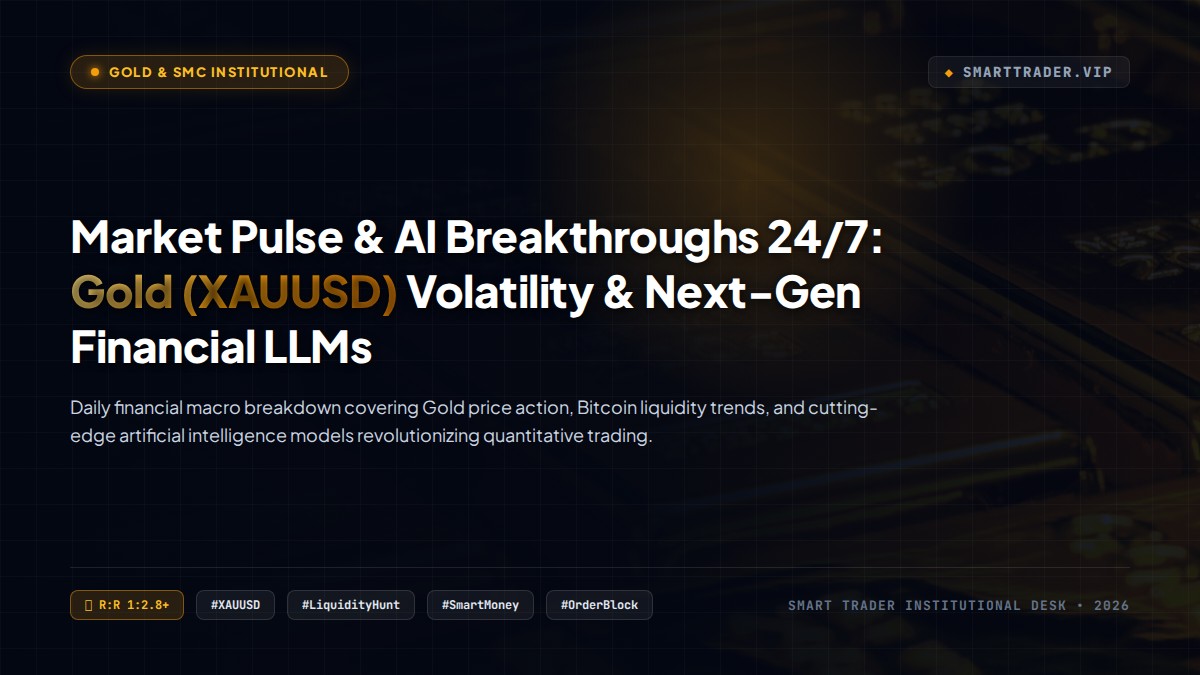 GOLD & SMC INSTITUTIONAL
◆ SMARTTRADER.VIP
Market Pulse & AI Breakthroughs 24/7:
Gold (XAUUSD) Volatility & Next-Gen
Financial LLMs
Daily financial macro breakdown covering Gold price action, Bitcoin liquidity trends, and cutting-
edge artificial intelligence models revolutionizing quantitative trading.
R:R 1:2.8+ #XAUUSD #LiquidityHunt #SmartMoney #OrderBlock
SMART TRADER INSTITUTIONAL DESK • 2026
GOLD